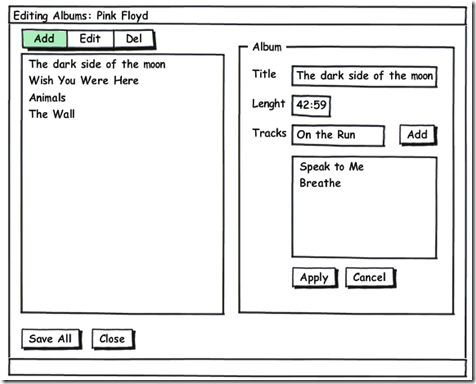 Editing Albums: Pink Floyd
Add Edit Del
The dark side of the moon
Wish You Were Here
Animals
The Wall
Album
Title The dark side of the moon
Lenght 42:59
Tracks On the Run Add
Speak to Me
Breathe
Apply Cancel
Save All Close